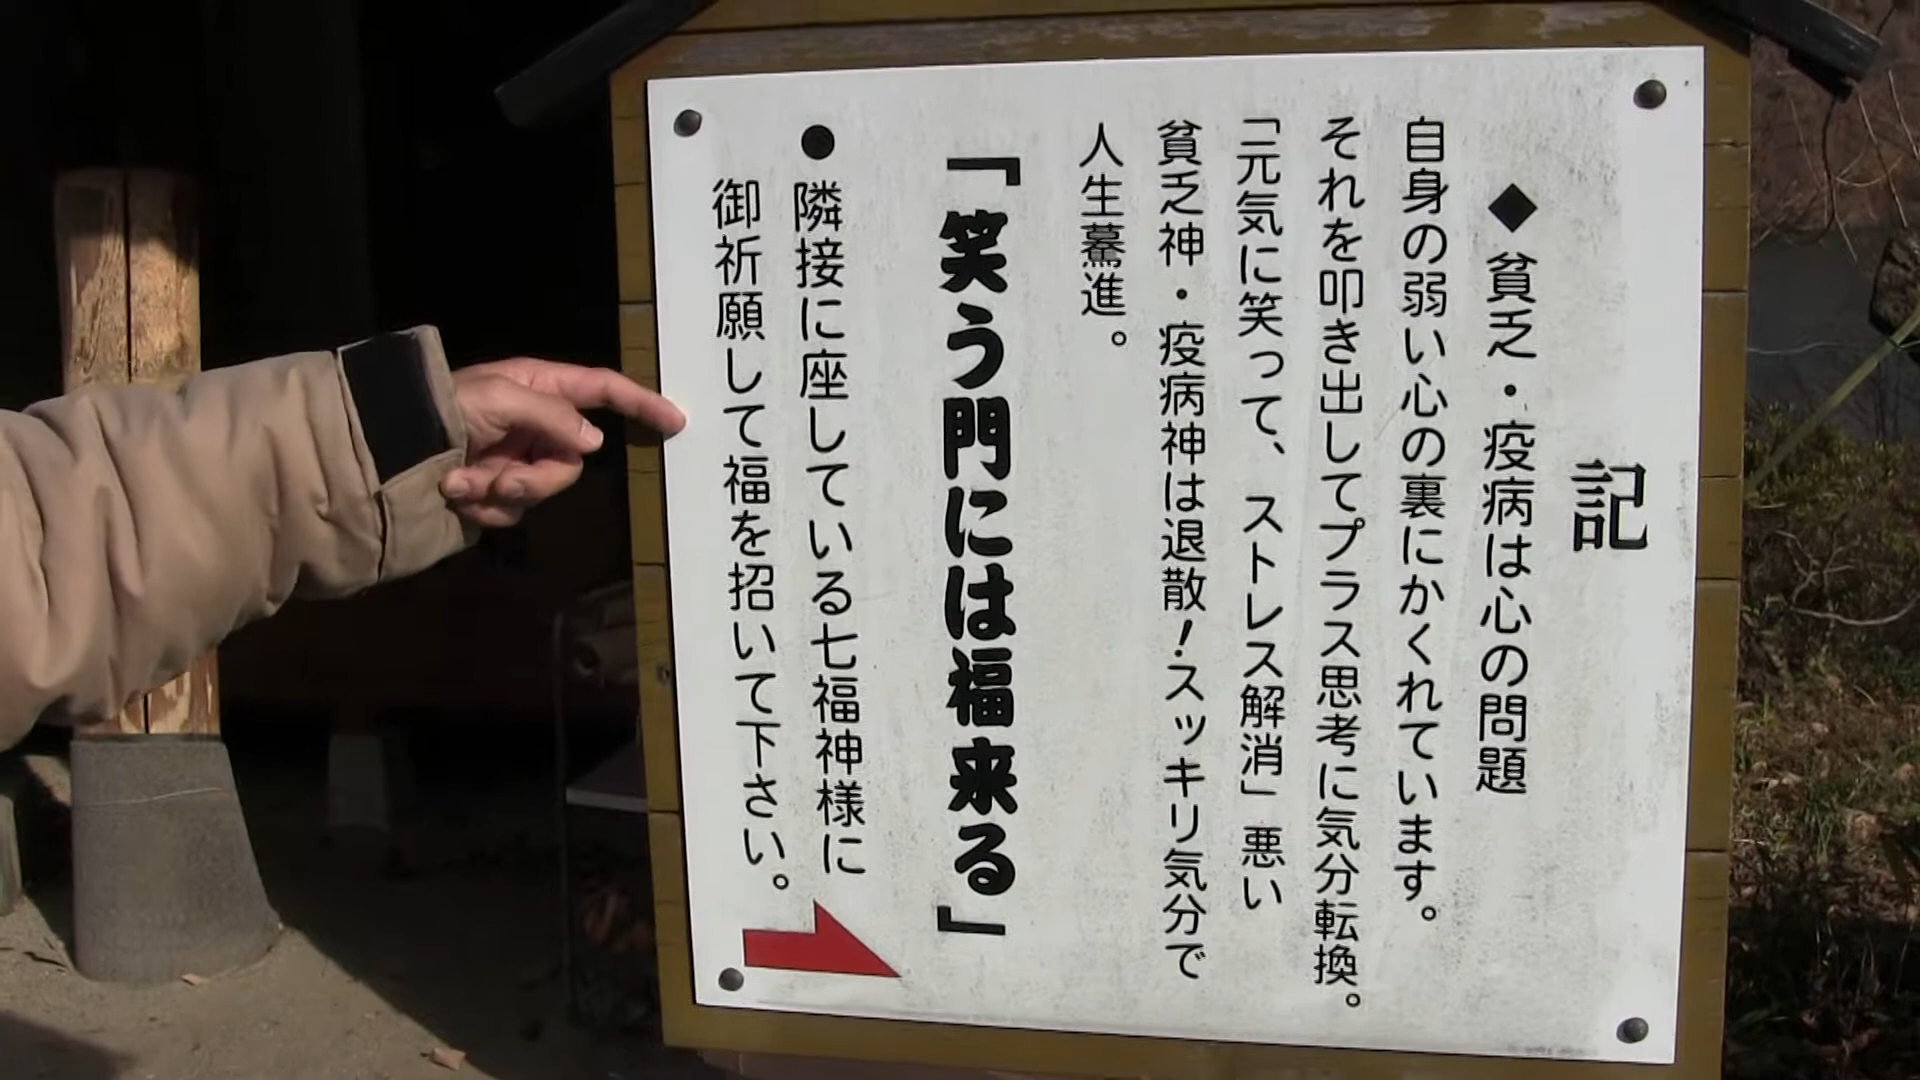 記
◆貧乏・疫病は心の問題
自身の弱い心の裏にかくれています。
それを叩き出してプラス思考に気分転換。
「元気に笑って、ストレス解消」悪い
貧乏神・疫病神は退散！スッキリ気分で
人生驀進。
「笑う門には福来る」
●隣接に座している七福神様に
御祈願して福を招いて下さい。